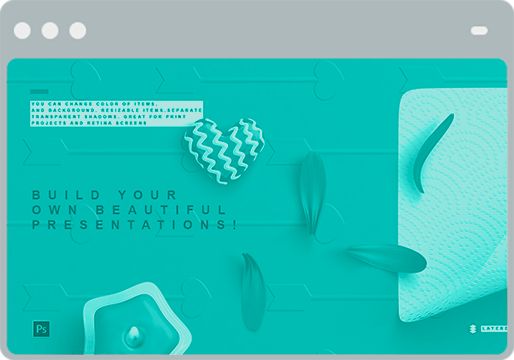 YOU CAN CHANGE COLOR OF ITEMS,
AND BACKGROUND. RESIZABLE ITEMS.SEPARATE
TRANSPARENT SHADOWS. GREAT FOR PRINT
PROJECTS AND RETINA SCREENS
BUILD YOUR
OWN BEAUTIFUL
PRESENTATIONS!
Ps